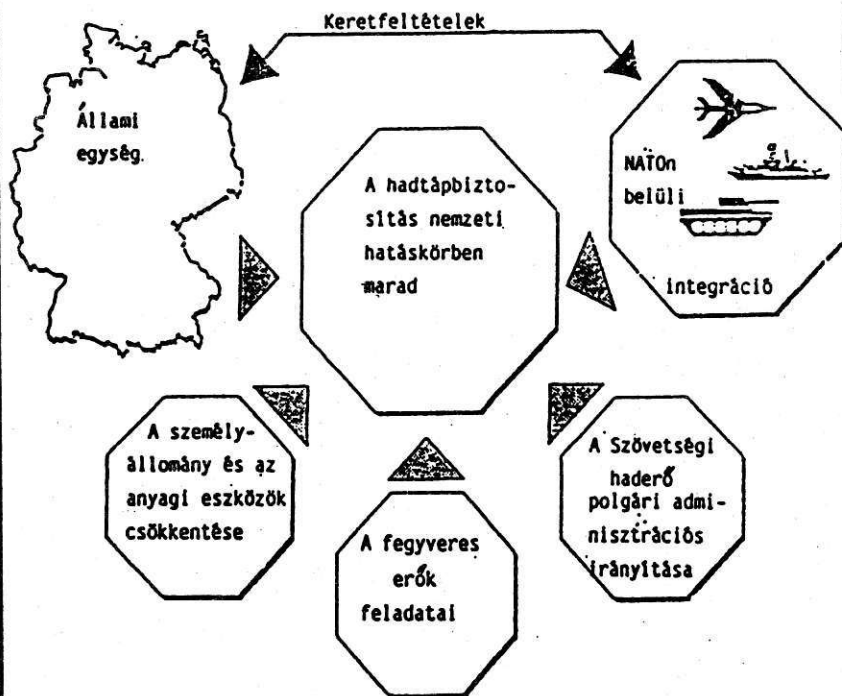 Keretfeltételek
Állami
egység.
NATOn
belüli
integráció
A hadtápbizto-
sítás nemzeti
hatáskörben
marad
A személy-
állomány és az
anyagi eszközök
csökkentése
A fegyveres
erők
feladatai
A Szövetségi
haderő
polgári admi-
nisztrációs
irányítása